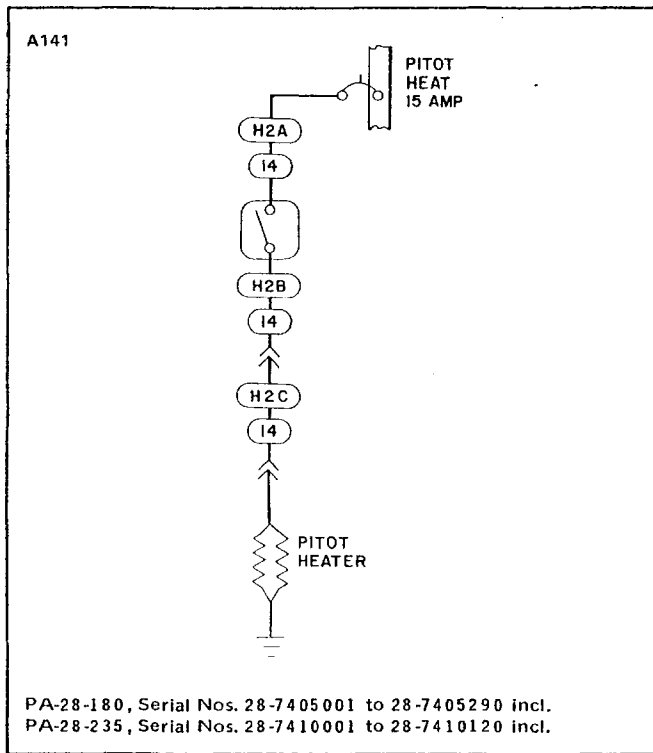 A141
PITOT
HEAT
15 AMP
H2A
14
H2B
14
H2C
14
PITOT
HEATER
PA-28-180, Serial Nos. 28-7405001 to 28-7405290 incl.
PA-28-235, Serial Nos. 28-7410001 to 28-7410120 incl.